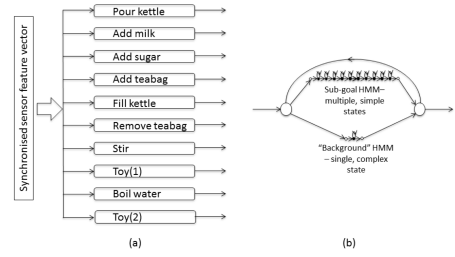 Synchronised sensor feature vector
Pour kettle
Add milk
Add sugar
Add teabag
Fill kettle
Remove teabag
Stir
Toy(1)
Boil water
Toy(2)
(a)
Sub-goal HMM–
multiple, simple
states
"Background" HMM
– single, complex
state
(b)